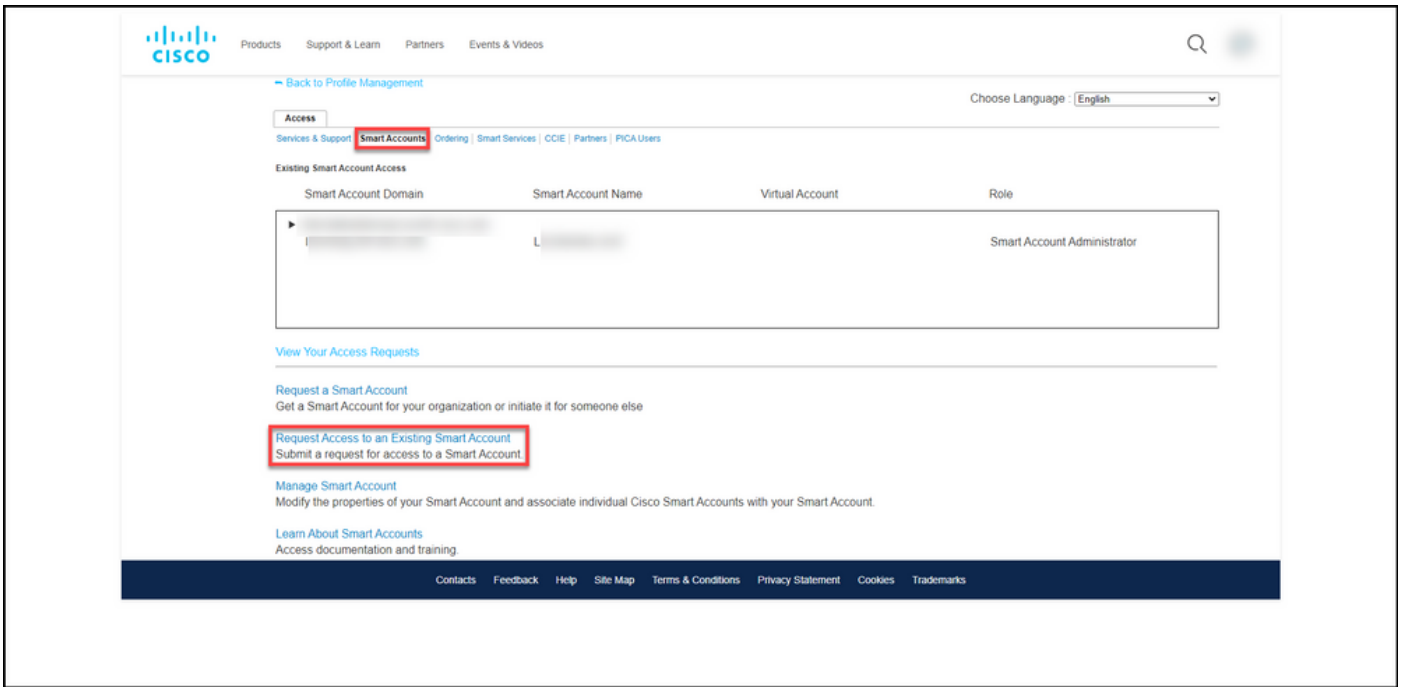 CISCO
Products Support & Learn Partners Events & Videos
Back to Profile Management
Choose Language : English
Access
Services & Support | Smart Accounts | Ordering | Smart Services | CCIE | Partners | PICA Users
Existing Smart Account Access
Smart Account Domain Smart Account Name Virtual Account Role
L Smart Account Administrator
View Your Access Requests
Request a Smart Account
Get a Smart Account for your organization or initiate it for someone else
Request Access to an Existing Smart Account
Submit a request for access to a Smart Account.
Manage Smart Account
Modify the properties of your Smart Account and associate individual Cisco Smart Accounts with your Smart Account.
Learn About Smart Accounts
Access documentation and training.
Contacts Feedback Help Site Map Terms & Conditions Privacy Statement Cookies Trademarks